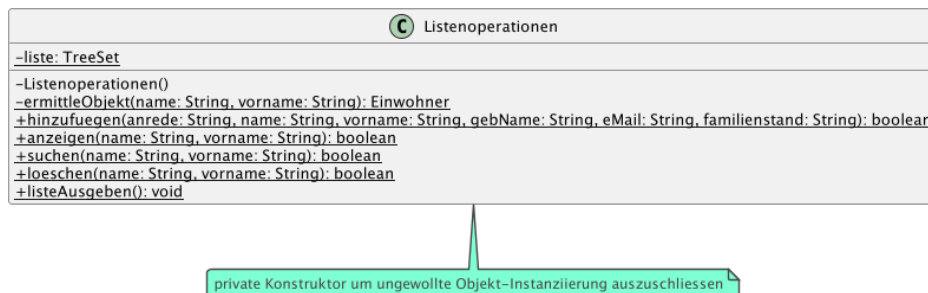 C Listenoperationen
-liste: TreeSet
-Listenoperationen()
-ermittleObjekt(name: String, vorname: String): Einwohner
+hinzufuegen(anrede: String, name: String, vorname: String, gebName: String, eMail: String, familienstand: String): boolean
+anzeigen(name: String, vorname: String): boolean
+suchen(name: String, vorname: String): boolean
+loeschen(name: String, vorname: String): boolean
+listeAusgeben(): void
private Konstruktor um ungewollte Objekt-Instanziierung auszuschliessen